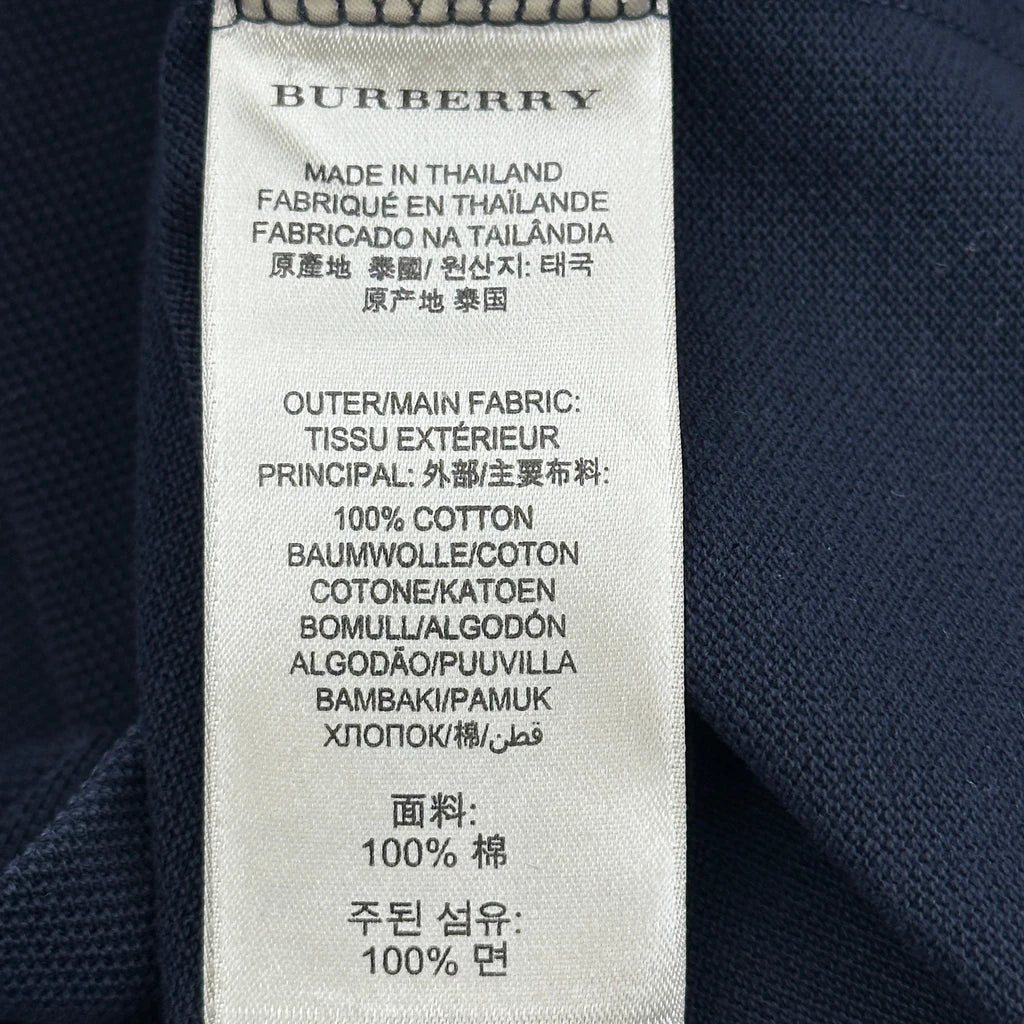 BURBERRY
MADE IN THAILAND
FABRIQUÉ EN THAÏLANDE
FABRICADO NA TAILÂNDIA
原產地 泰國/ 원산지: 태국
原产地 泰国
OUTER/MAIN FABRIC:
TISSU EXTÉRIEUR
PRINCIPAL: 外部/主要布料:
100% COTTON
BAUMWOLLE/COTON
COTONE/KATOEN
BOMULL/ALGODÓN
ALGODÃO/PUUVILLA
BAMBAKI/PAMUK
ХЛОПОК/棉/قطن
面料:
100% 棉
주된 섬유:
100% 면